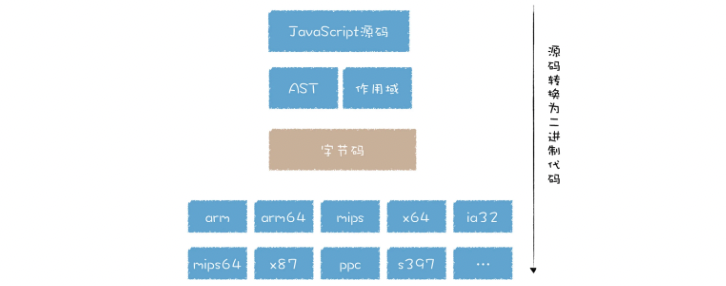 JavaScript源码
AST
作用域
字节码
arm
arm64
mips
x64
ia32
mips64
x87
ppc
s397
...
源码转换为二进制代码